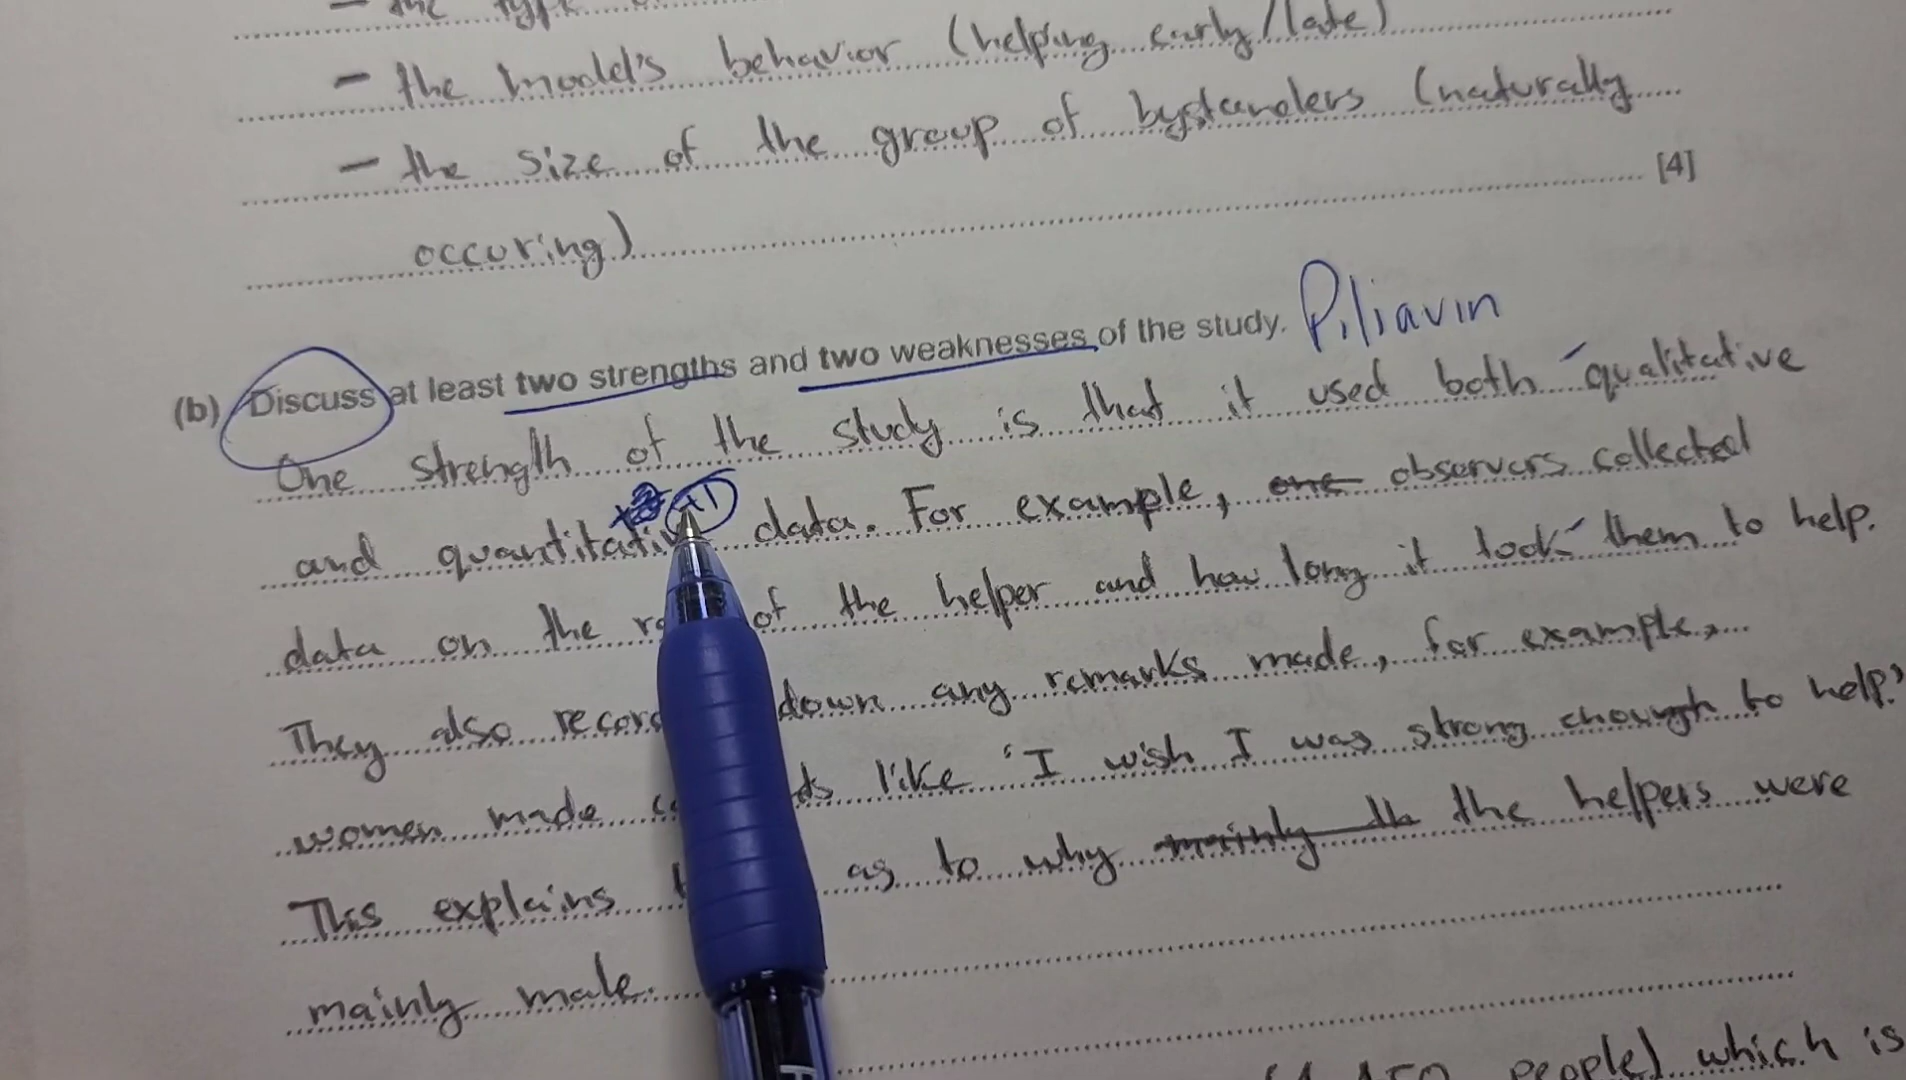 - the type
- the model's behavior (helping early/late)
- the size of the group of bystanders (naturally
[4]
occuring)
(b) Discuss at least two strengths and two weaknesses of the study. Piliavin
One strength of the study is that it used both qualitative
and quantitative +1 data. For example, one observers collected
data on the of the helper and how long it took them to help.
They also down any remarks made, for example,
women made like 'I wish I was strong enough to help'
This explains as to why mainly th the helpers were
mainly male.
people) which is